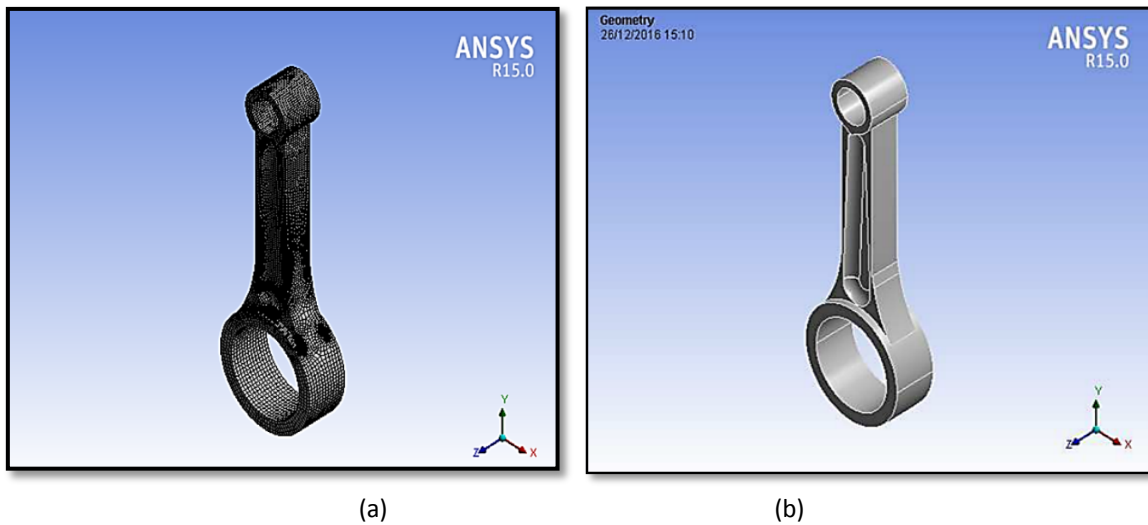 ANSYS
R15.0
Y
Z
X
(a)
Geometry
26/12/2016 15:10
ANSYS
R15.0
Y
Z
X
(b)